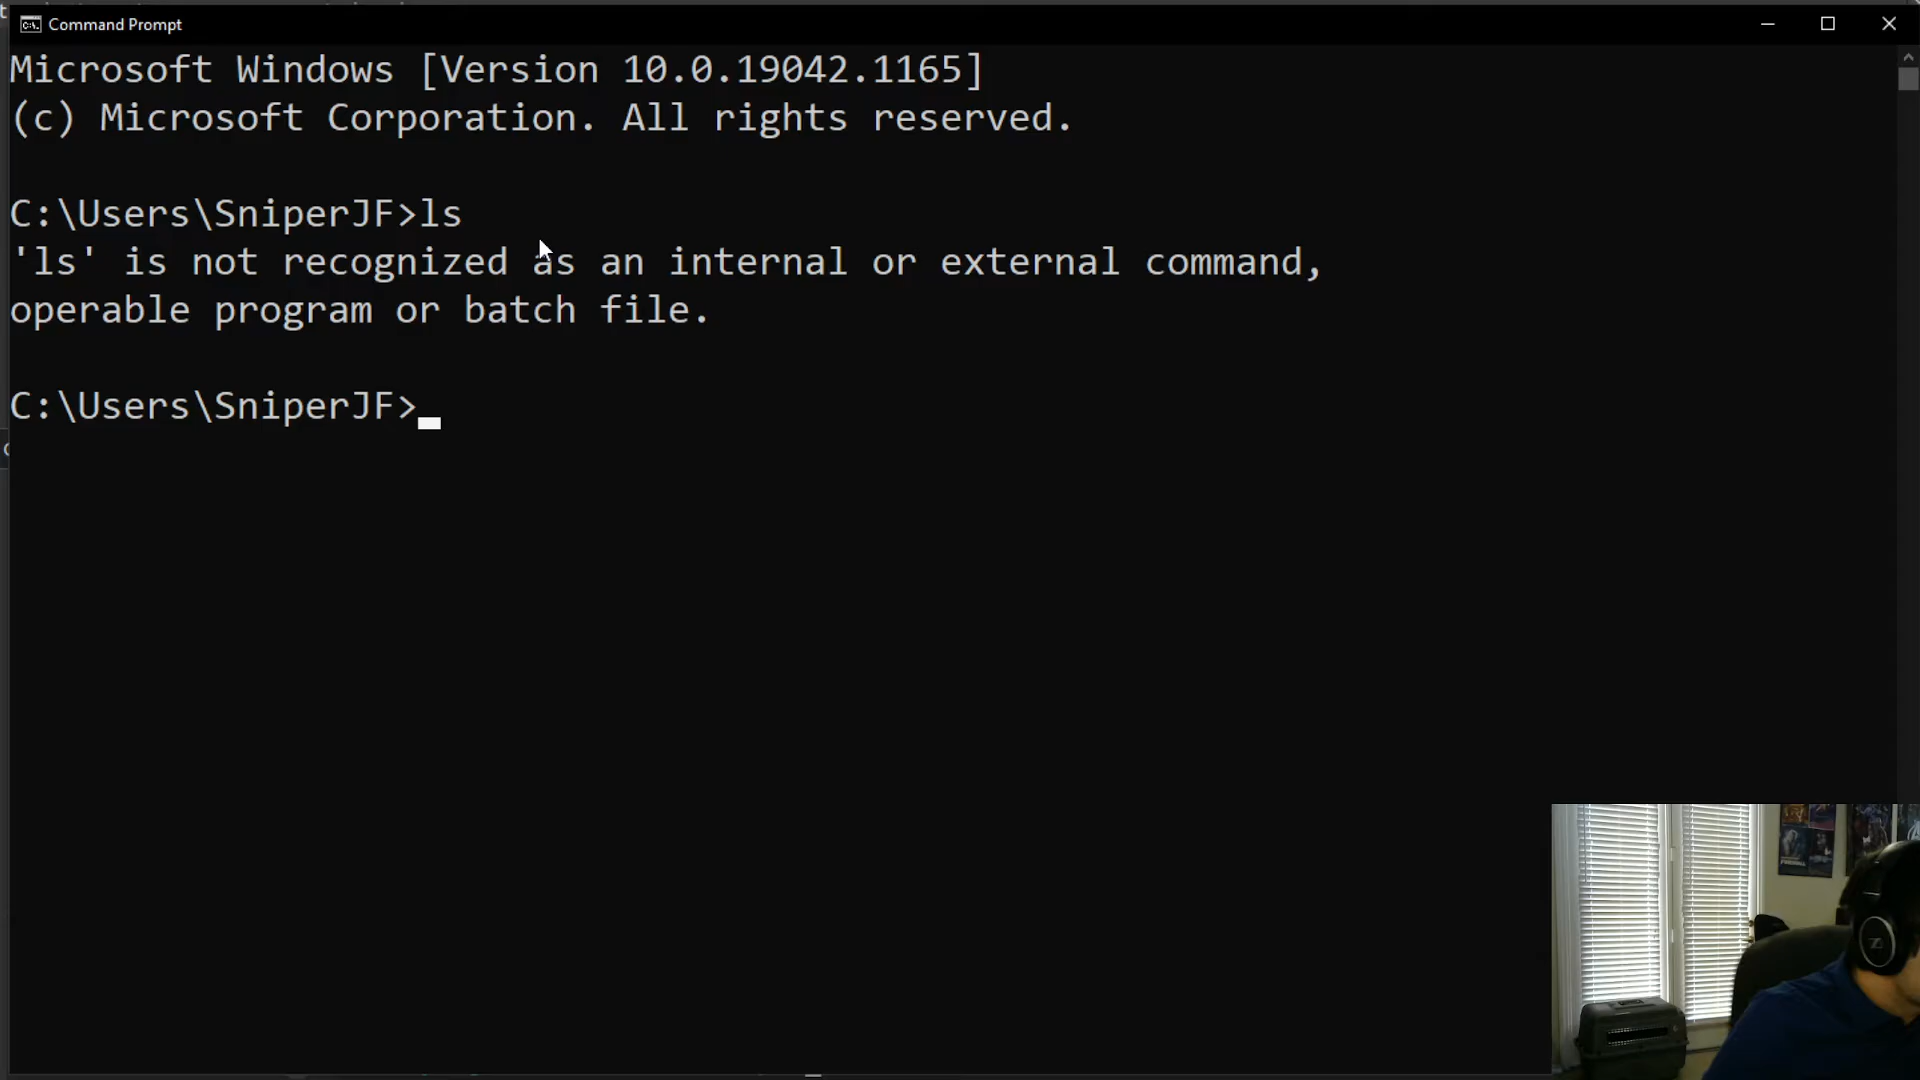 Command Prompt
Microsoft Windows [Version 10.0.19042.1165]
(c) Microsoft Corporation. All rights reserved.
C:\Users\SniperJF>ls
'ls' is not recognized as an internal or external command,
operable program or batch file.
C:\Users\SniperJF>